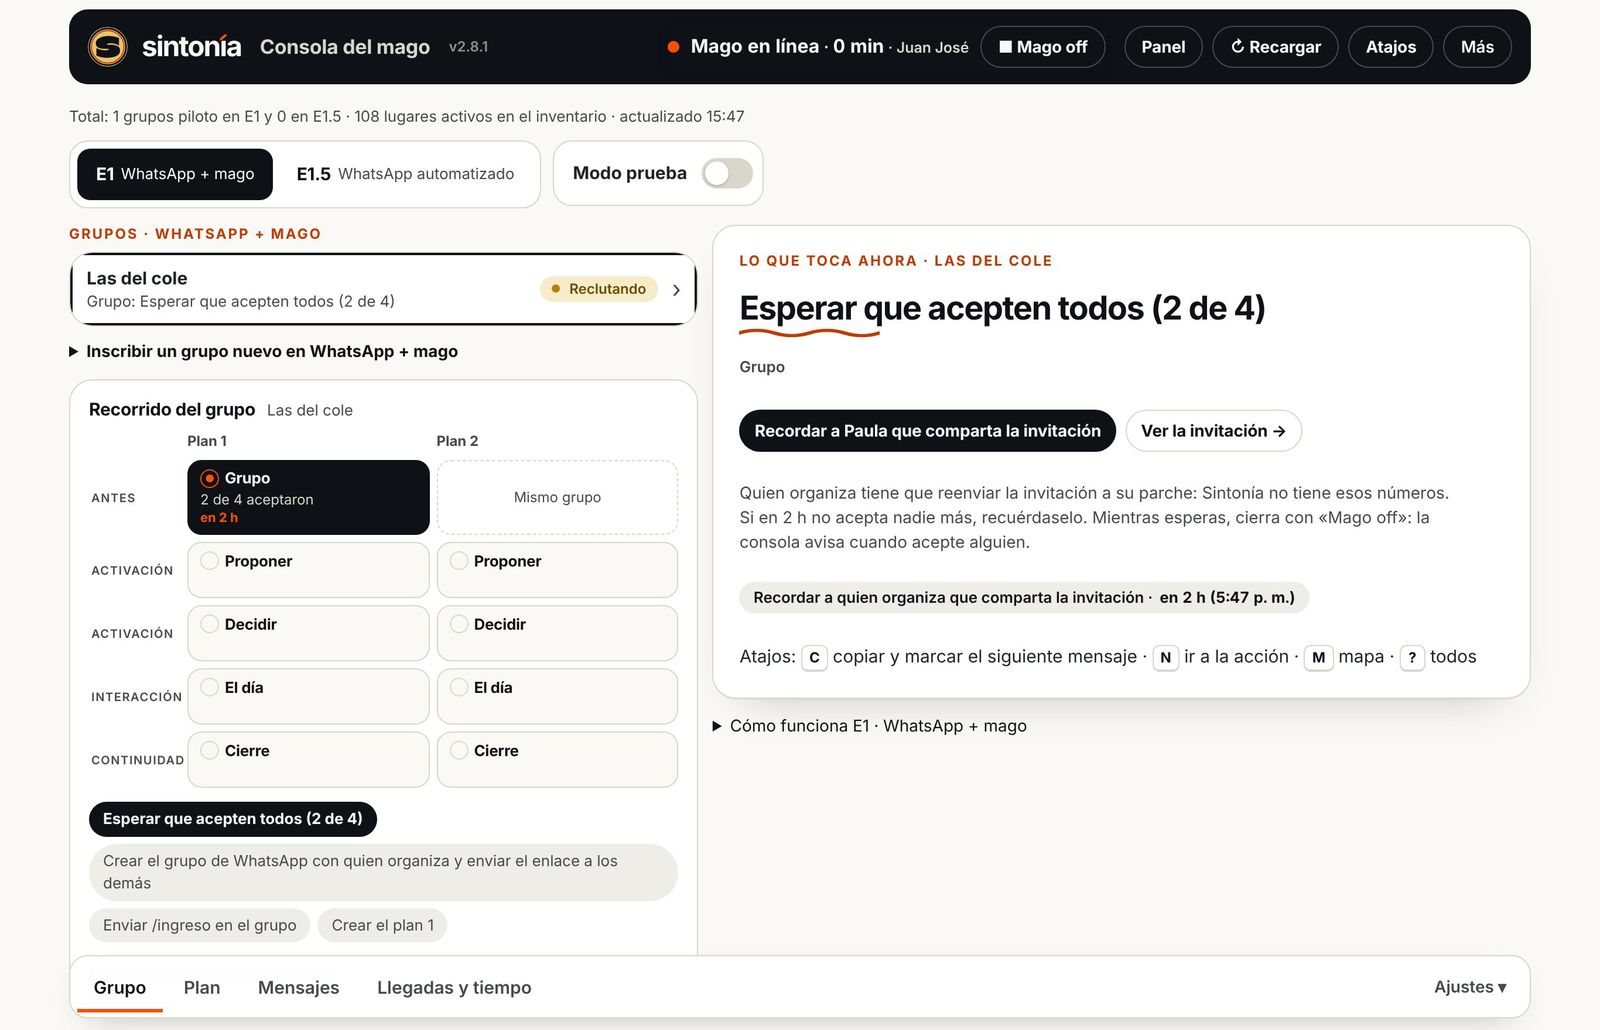 sintonía Consola del mago v2.8.1
Mago en línea · 0 min · Juan José
■ Mago off
Panel
↻ Recargar
Atajos
Más
Total: 1 grupos piloto en E1 y 0 en E1.5 · 108 lugares activos en el inventario · actualizado 15:47
E1 WhatsApp + mago
E1.5 WhatsApp automatizado
Modo prueba
GRUPOS · WHATSAPP + MAGO
Las del cole
Grupo: Esperar que acepten todos (2 de 4)
Reclutando
▶ Inscribir un grupo nuevo en WhatsApp + mago
Recorrido del grupo Las del cole
Plan 1
Plan 2
ANTES
Grupo
2 de 4 aceptaron
en 2 h
Mismo grupo
ACTIVACIÓN
Proponer
Proponer
ACTIVACIÓN
Decidir
Decidir
INTERACCIÓN
El día
El día
CONTINUIDAD
Cierre
Cierre
Esperar que acepten todos (2 de 4)
Crear el grupo de WhatsApp con quien organiza y enviar el enlace a los
demás
Enviar /ingreso en el grupo
Crear el plan 1
LO QUE TOCA AHORA · LAS DEL COLE
Esperar que acepten todos (2 de 4)
Grupo
Recordar a Paula que comparta la invitación
Ver la invitación →
Quien organiza tiene que reenviar la invitación a su parche: Sintonía no tiene esos números.
Si en 2 h no acepta nadie más, recuérdaselo. Mientras esperas, cierra con «Mago off»: la
consola avisa cuando acepte alguien.
Recordar a quien organiza que comparta la invitación · en 2 h (5:47 p. m.)
Atajos: C copiar y marcar el siguiente mensaje · N ir a la acción · M mapa · ? todos
▶ Cómo funciona E1 · WhatsApp + mago
Grupo
Plan
Mensajes
Llegadas y tiempo
Ajustes ▾